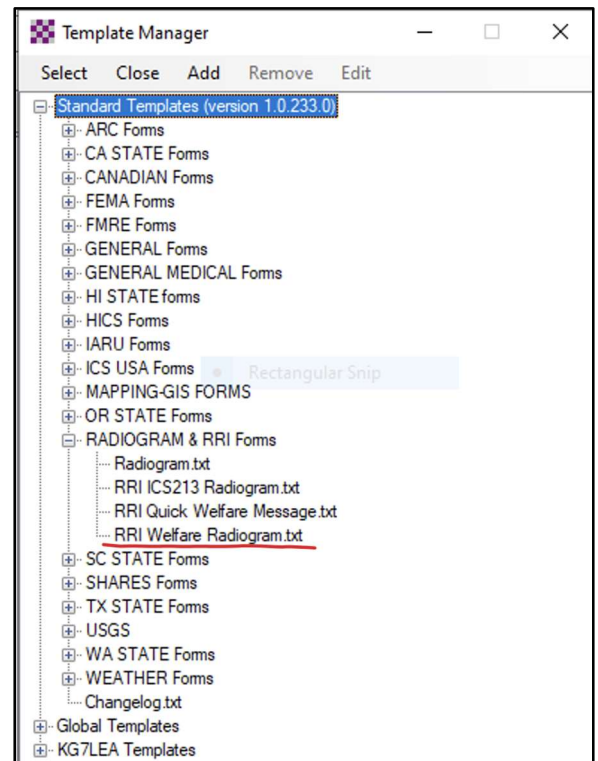 Template Manager
Select Close Add Remove Edit
Standard Templates (version 1.0.233.0)
ARC Forms
CA STATE Forms
CANADIAN Forms
FEMA Forms
FMRE Forms
GENERAL Forms
GENERAL MEDICAL Forms
HI STATE forms
HICS Forms
IARU Forms
ICS USA Forms
Rectangular Snip
MAPPING-GIS FORMS
OR STATE Forms
RADIOGRAM & RRI Forms
Radiogram.txt
RRI ICS213 Radiogram.txt
RRI Quick Welfare Message.txt
RRI Welfare Radiogram.txt
SC STATE Forms
SHARES Forms
TX STATE Forms
USGS
WA STATE Forms
WEATHER Forms
Changelog.txt
Global Templates
KG7LEA Templates